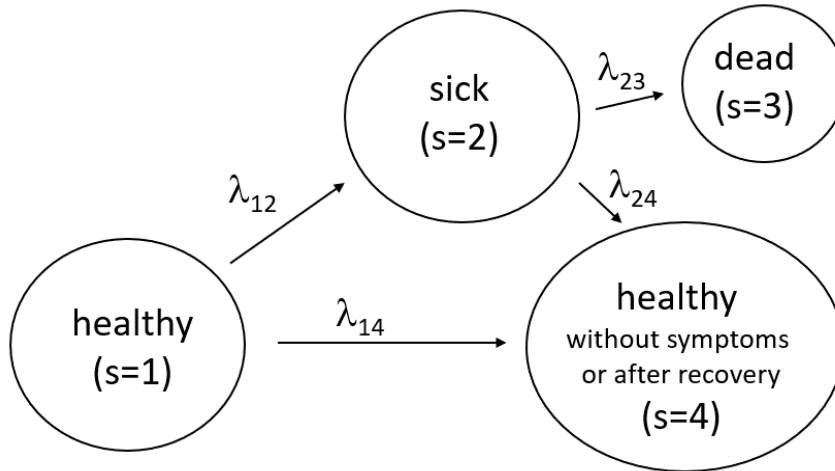 sick
(s=2)
λ23
dead
(s=3)
λ12
λ24
healthy
(s=1)
λ14
healthy
without symptoms
or after recovery
(s=4)